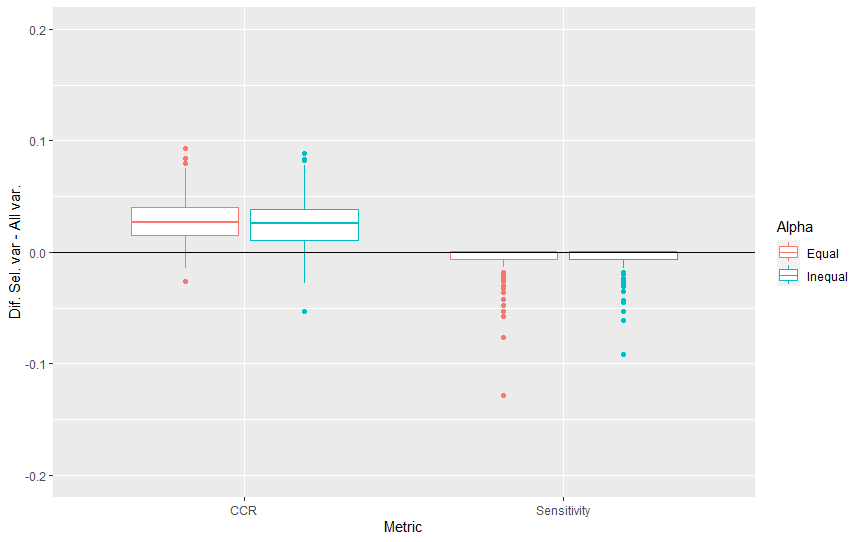 Dif. Sel. var - All var.
0.2
0.1
0.0
-0.1
-0.2
CCR
Sensitivity
Metric
Alpha
Equal
Inequal